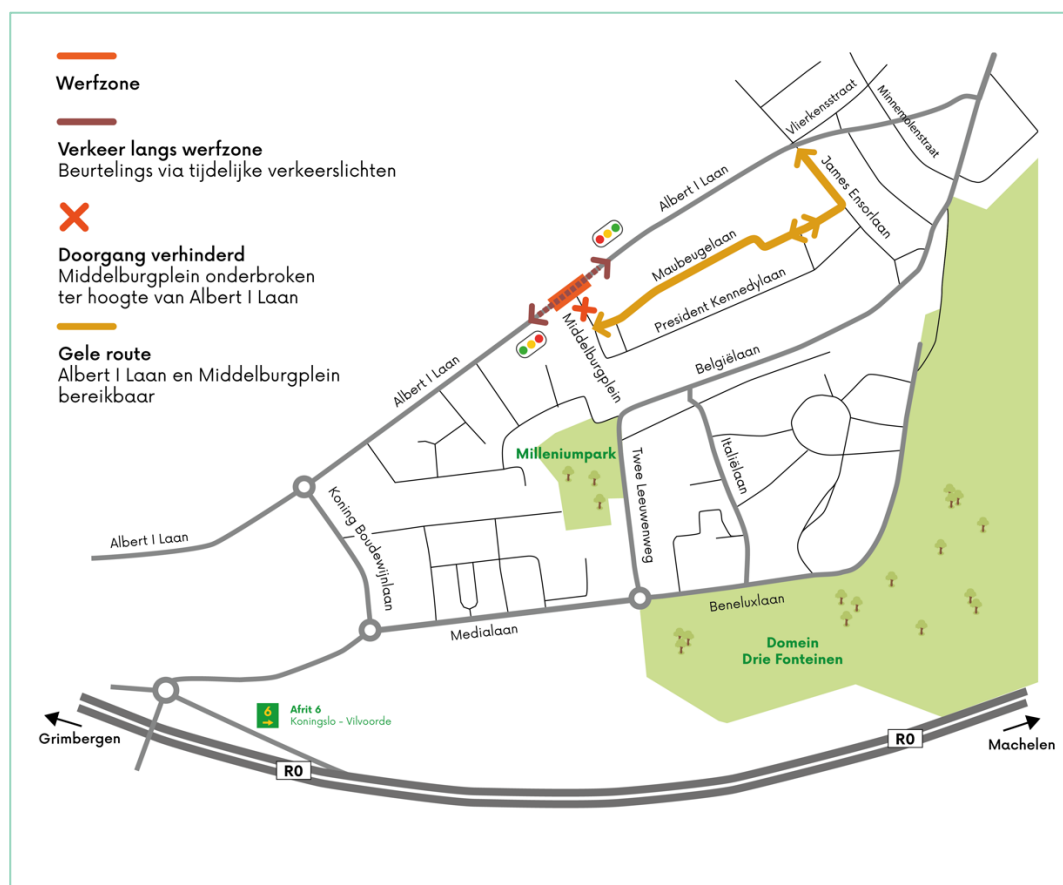 Werfzone
Verkeer langs werfzone
Beurtelings via tijdelijke verkeerslichten
Doorgang verhinderd
Middelburgplein onderbroken
ter hoogte van Albert I Laan
Gele route
Albert I Laan en Middelburgplein
bereikbaar
Vlierkensstraat
Minnemolenstraat
James Ensorlaan
Albert I Laan
Maubeugelaan
President Kennedylaan
Middelburgplein
Belgiëlaan
Albert I Laan
Milleniumpark
Twee Leeuwenweg
Italiëlaan
Koning Boudewijnlaan
Albert I Laan
Medialaan
Beneluxlaan
Domein
Drie Fonteinen
6
Afrit 6
Koningslo - Vilvoorde
Grimbergen
R0
R0
Machelen